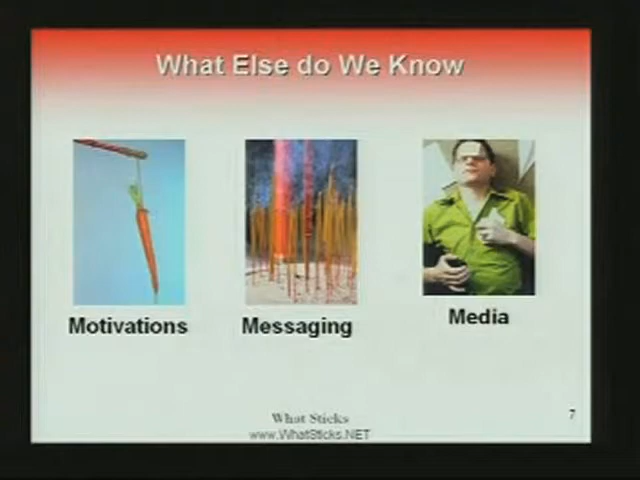 What Else do We Know
Motivations
Messaging
Media
What Sticks
www.WhatSticks.NET
7